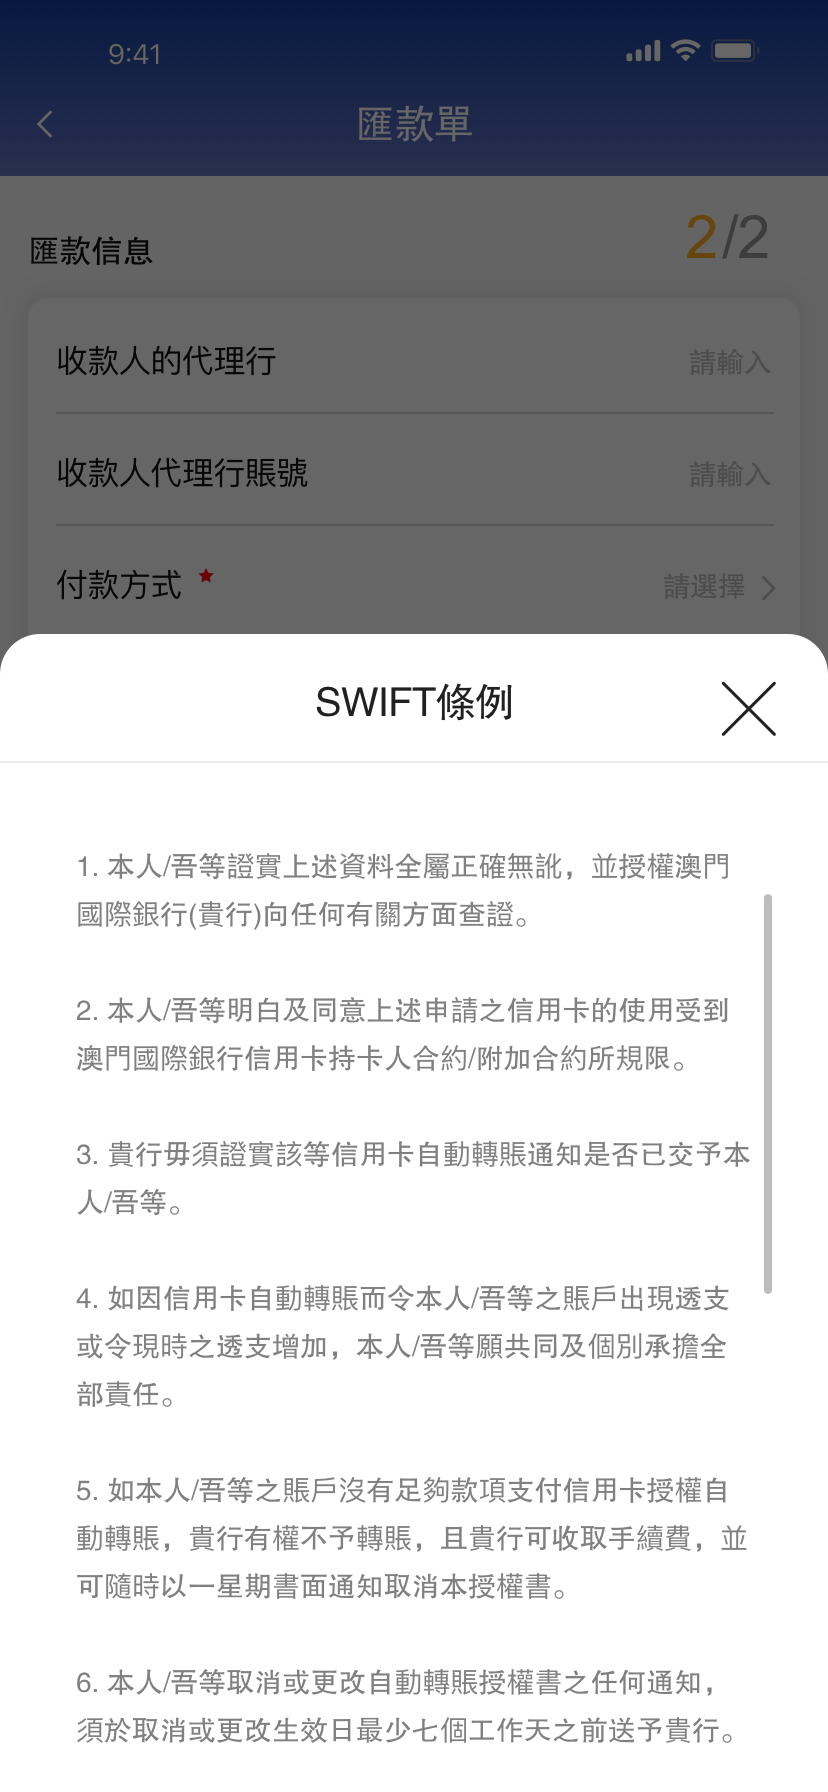 9:41
匯款單
匯款信息
2/2
收款人的代理行
請輸入
收款人代理行賬號
請輸入
付款方式
請選擇
SWIFT條例
1. 本人/吾等證實上述資料全屬正確無訛，並授權澳門
國際銀行(貴行)向任何有關方面查證。
2. 本人/吾等明白及同意上述申請之信用卡的使用受到
澳門國際銀行信用卡持卡人合約/附加合約所規限。
3. 貴行毋須證實該等信用卡自動轉賬通知是否已交予本
人/吾等。
4. 如因信用卡自動轉賬而令本人/吾等之賬戶出現透支
或令現時之透支增加，本人/吾等願共同及個別承擔全
部責任。
5. 如本人/吾等之賬戶沒有足夠款項支付信用卡授權自
動轉賬，貴行有權不予轉賬，且貴行可收取手續費，並
可隨時以一星期書面通知取消本授權書。
6. 本人/吾等取消或更改自動轉賬授權書之任何通知，
須於取消或更改生效日最少七個工作天之前送予貴行。